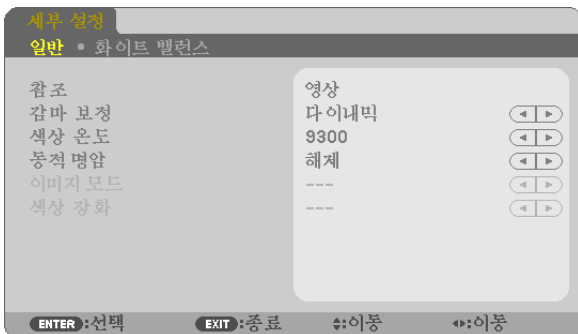 세부 설정
일반 • 화이트 밸런스
참조 영상
감마 보정 다이내믹
색상 온도 9300
동적 명암 해제
이미지 모드 ---
색상 강화 ---
ENTER :선택 EXIT :종료 :이동 :이동